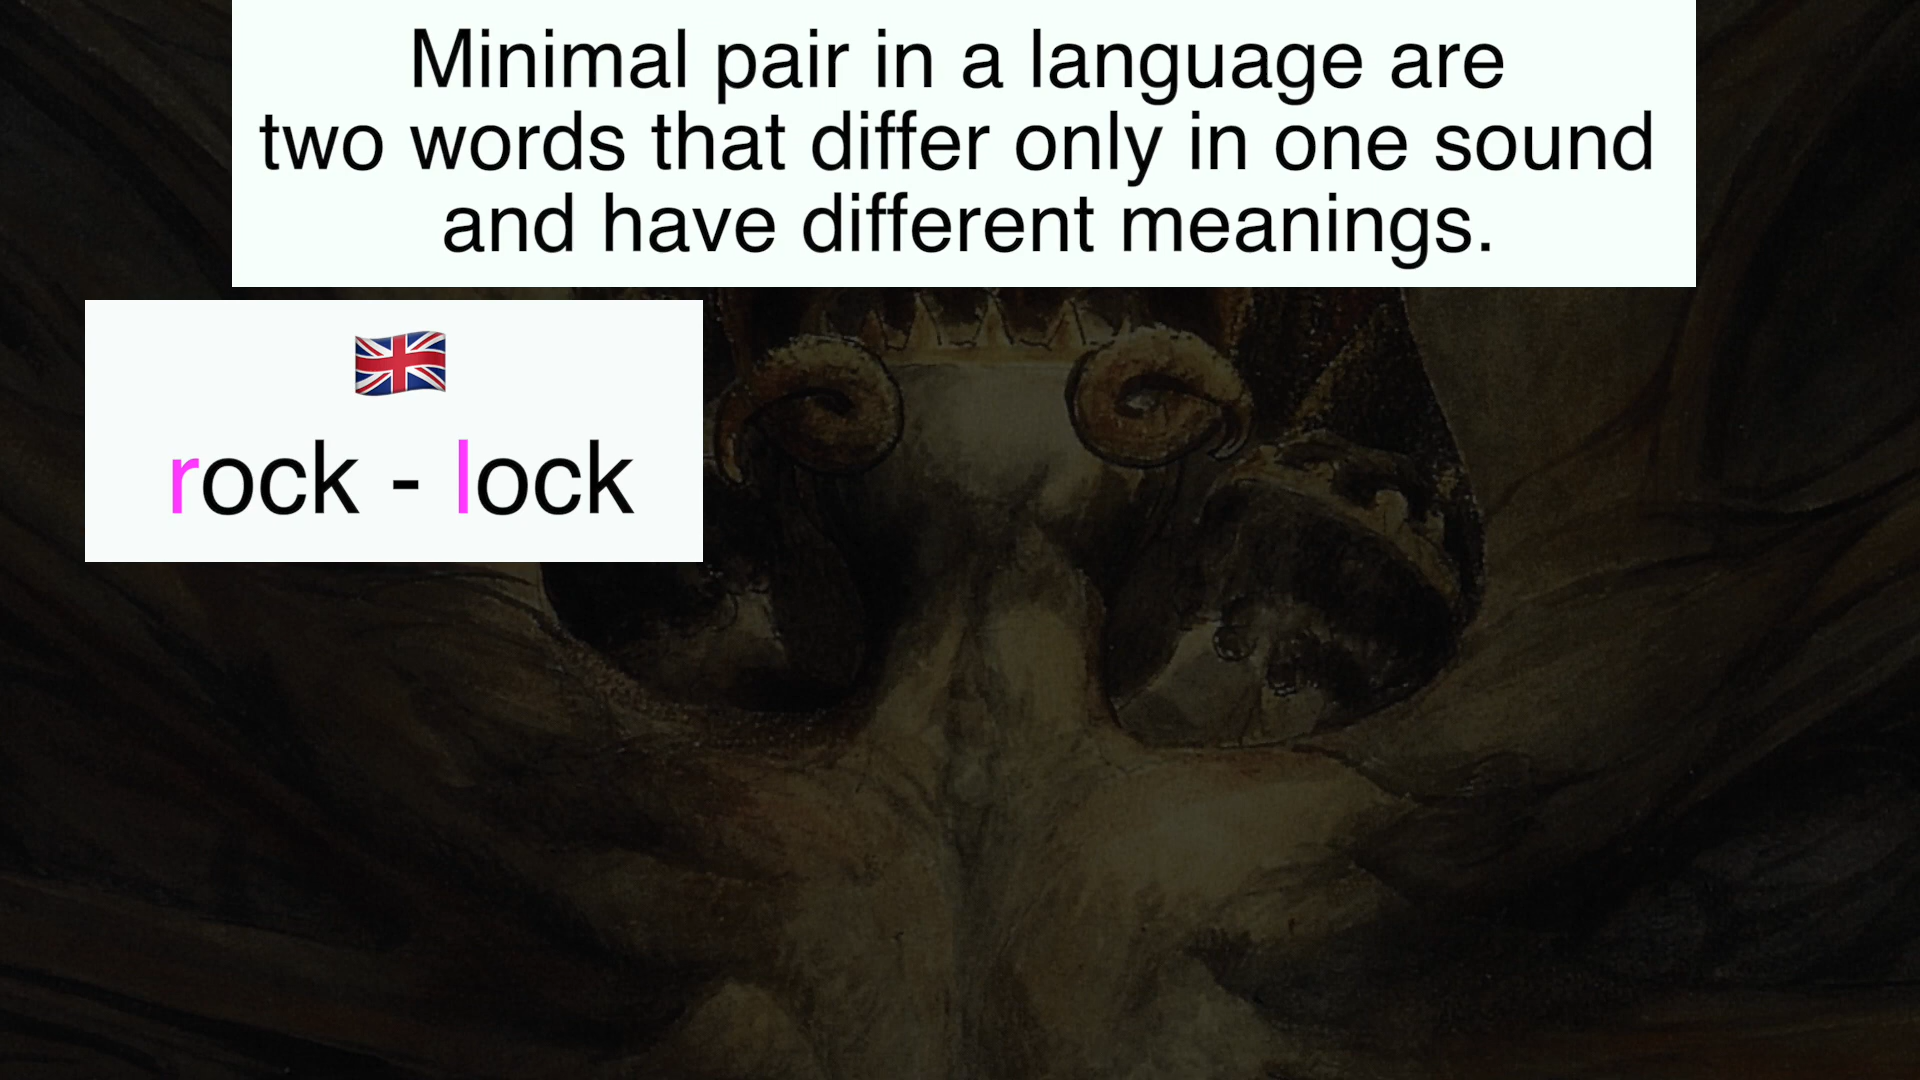 Minimal pair in a language are
two words that differ only in one sound
and have different meanings.
rock - lock